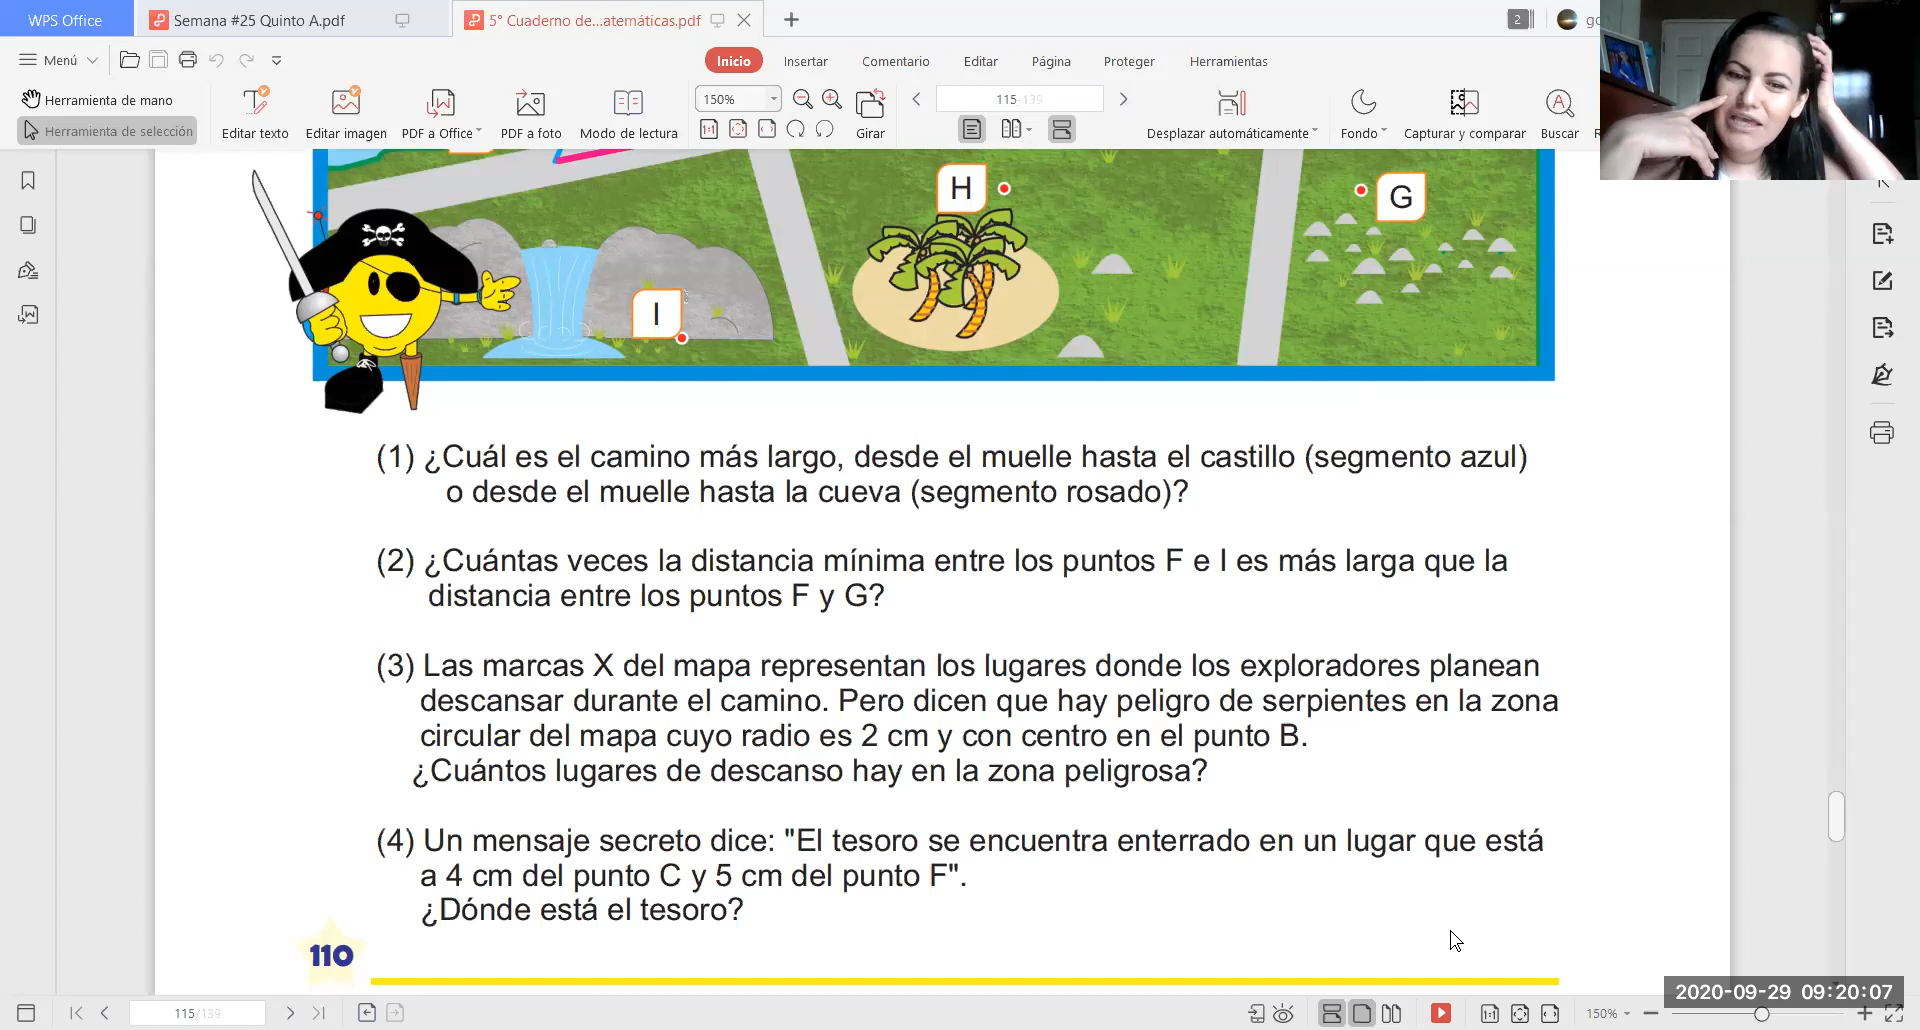 WPS Office
Semana #25 Quinto A.pdf
5° Cuaderno de...atemáticas.pdf
2
Menú
Inicio
Insertar
Comentario
Editar
Página
Proteger
Herramientas
Herramienta de mano
Herramienta de selección
Editar texto
Editar imagen
PDF a Office
PDF a foto
Modo de lectura
150%
Girar
115/139
Desplazar automáticamente
Fondo
Capturar y comparar
Buscar
H
G
I
(1) ¿Cuál es el camino más largo, desde el muelle hasta el castillo (segmento azul)
o desde el muelle hasta la cueva (segmento rosado)?
(2) ¿Cuántas veces la distancia mínima entre los puntos F e I es más larga que la
distancia entre los puntos F y G?
(3) Las marcas X del mapa representan los lugares donde los exploradores planean
descansar durante el camino. Pero dicen que hay peligro de serpientes en la zona
circular del mapa cuyo radio es 2 cm y con centro en el punto B.
¿Cuántos lugares de descanso hay en la zona peligrosa?
(4) Un mensaje secreto dice: "El tesoro se encuentra enterrado en un lugar que está
a 4 cm del punto C y 5 cm del punto F".
¿Dónde está el tesoro?
110
115/139
150%
2020-09-29 09:20:07